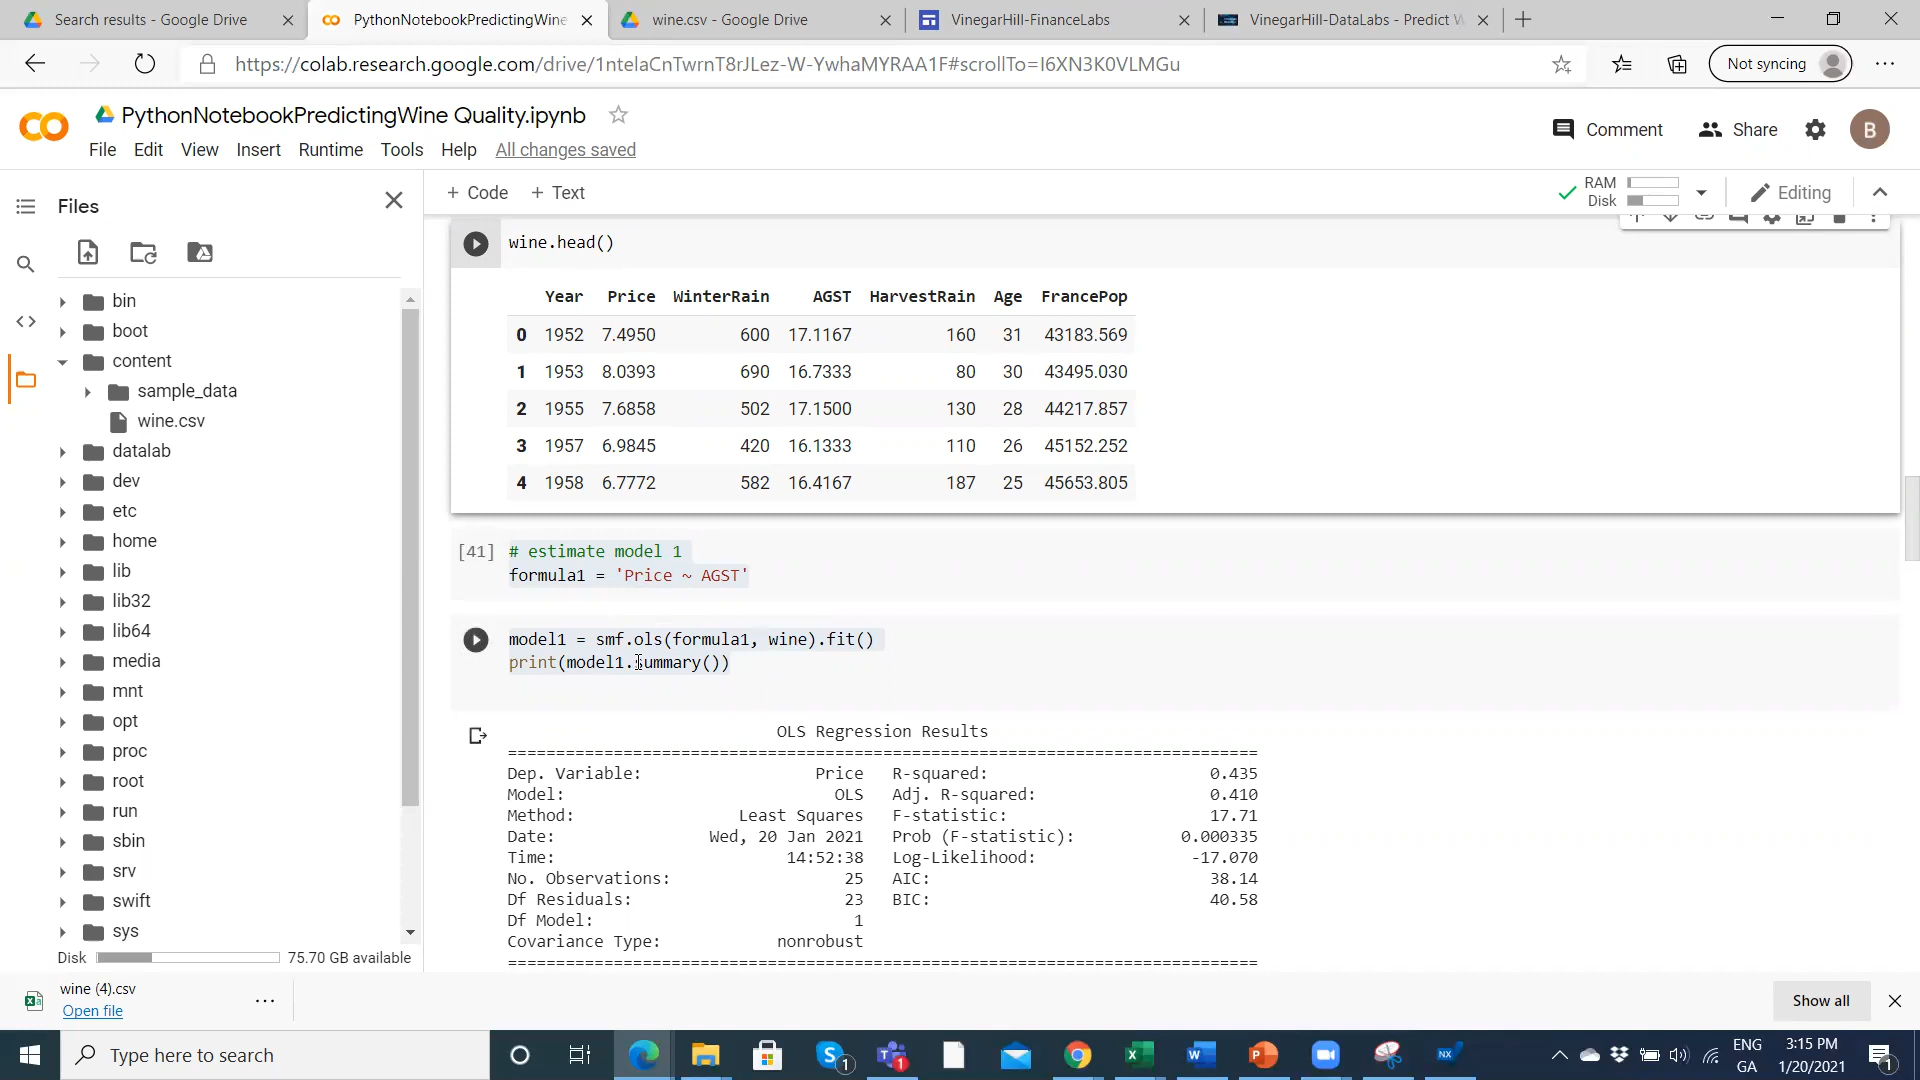 Search results - Google Drive
PythonNotebookPredictingWine
wine.csv - Google Drive
VinegarHill-FinanceLabs
VinegarHill-DataLabs - Predict W
https://colab.research.google.com/drive/1ntelaCnTwrnT8rJLez-W-YwhaMYRAA1F#scrollTo=I6XN3K0VLMGu
Not syncing
PythonNotebookPredictingWine Quality.ipynb
File Edit View Insert Runtime Tools Help All changes saved
Comment Share B
Files
+ Code + Text
RAM
Disk
Editing
bin
boot
content
sample_data
wine.csv
datalab
dev
etc
home
lib
lib32
lib64
media
mnt
opt
proc
root
run
sbin
srv
swift
sys
Disk 75.70 GB available
wine.head()
Year Price WinterRain AGST HarvestRain Age FrancePop
0 1952 7.4950 600 17.1167 160 31 43183.569
1 1953 8.0393 690 16.7333 80 30 43495.030
2 1955 7.6858 502 17.1500 130 28 44217.857
3 1957 6.9845 420 16.1333 110 26 45152.252
4 1958 6.7772 582 16.4167 187 25 45653.805
[41] # estimate model 1
formula1 = 'Price ~ AGST'
model1 = smf.ols(formula1, wine).fit()
print(model1.summary())
OLS Regression Results
==============================================================================
Dep. Variable: Price R-squared: 0.435
Model: OLS Adj. R-squared: 0.410
Method: Least Squares F-statistic: 17.71
Date: Wed, 20 Jan 2021 Prob (F-statistic): 0.000335
Time: 14:52:38 Log-Likelihood: -17.070
No. Observations: 25 AIC: 38.14
Df Residuals: 23 BIC: 40.58
Df Model: 1
Covariance Type: nonrobust
==============================================================================
wine (4).csv
Open file
Show all
Type here to search
ENG
GA
3:15 PM
1/20/2021